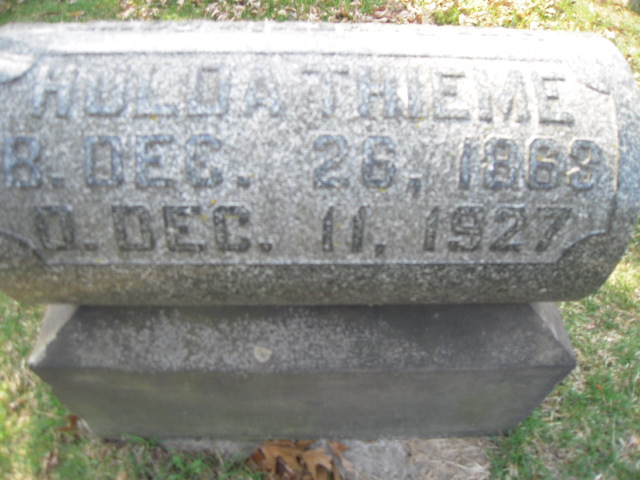 HULDA THIEME
B. DEC. 26, 1863
D. DEC. 11, 1927